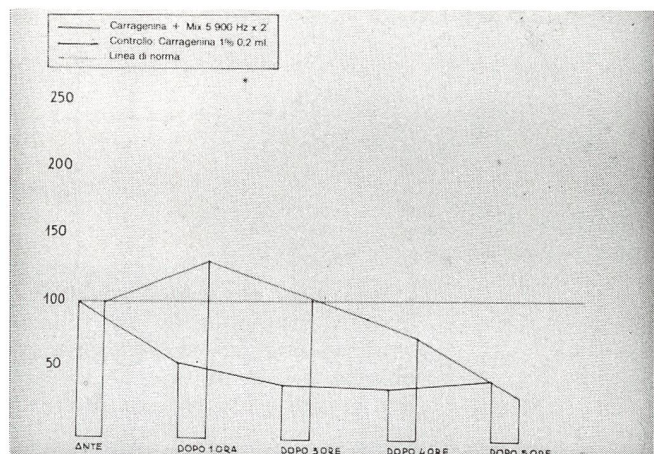 Carragenina + Mix 5 900 Hz x 2
Controllo: Carragenina 1% 0,2 ml
Linea di norma
250
200
150
100
50
ANTE
DOPO 1 ORA
DOPO 3 ORE
DOPO 4 ORE
DOPO 5 ORE